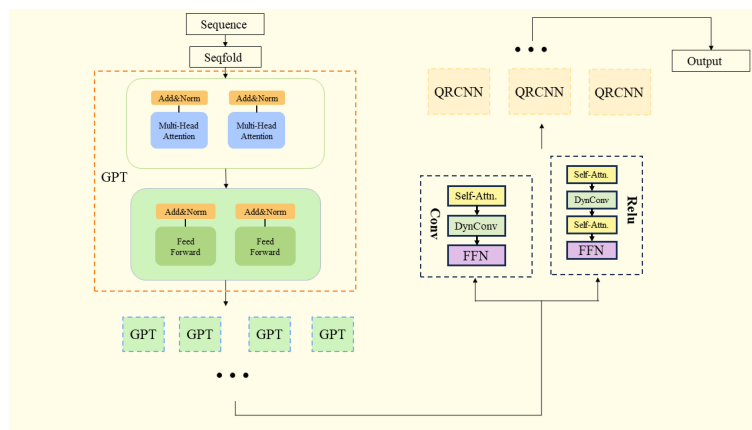 Sequence
Seqfold
GPT
Add&Norm
Add&Norm
Multi-Head
Attention
Multi-Head
Attention
Add&Norm
Add&Norm
Feed
Forward
Feed
Forward
GPT
GPT
GPT
GPT
Conv
Self-Attn.
DynConv
FFN
Self-Attn.
DynConv
Self-Attn.
FFN
Relu
QRCNN
QRCNN
QRCNN
Output